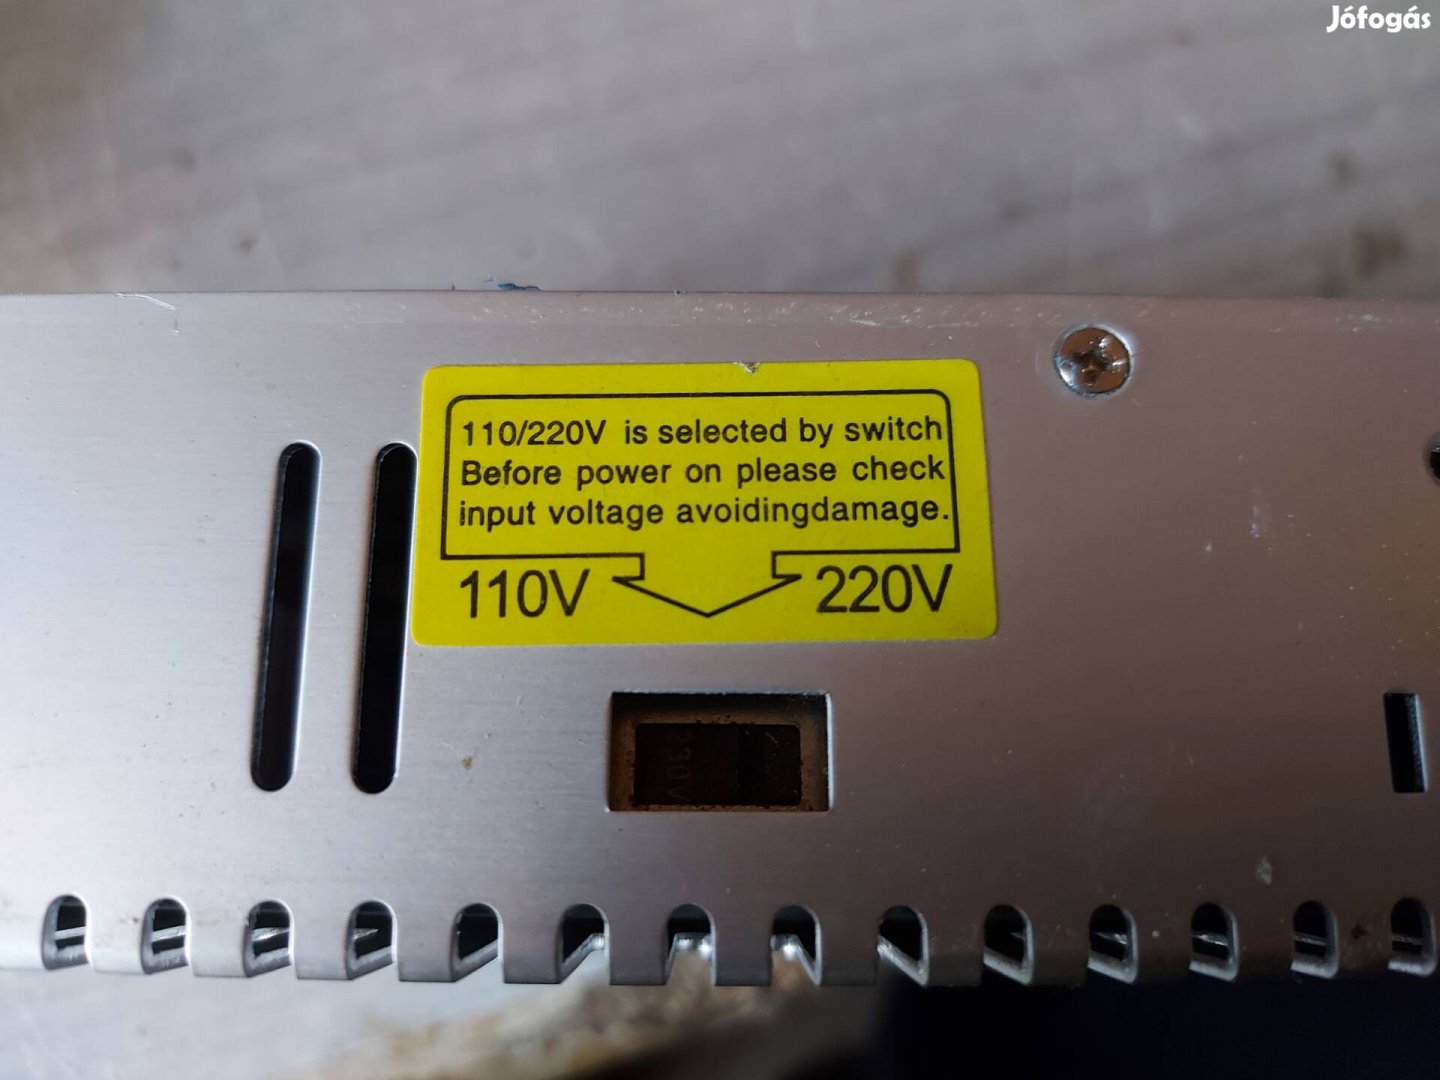 Jófogás
110/220V is selected by switch
Before power on please check
input voltage avoidingdamage.
110V 220V
230V